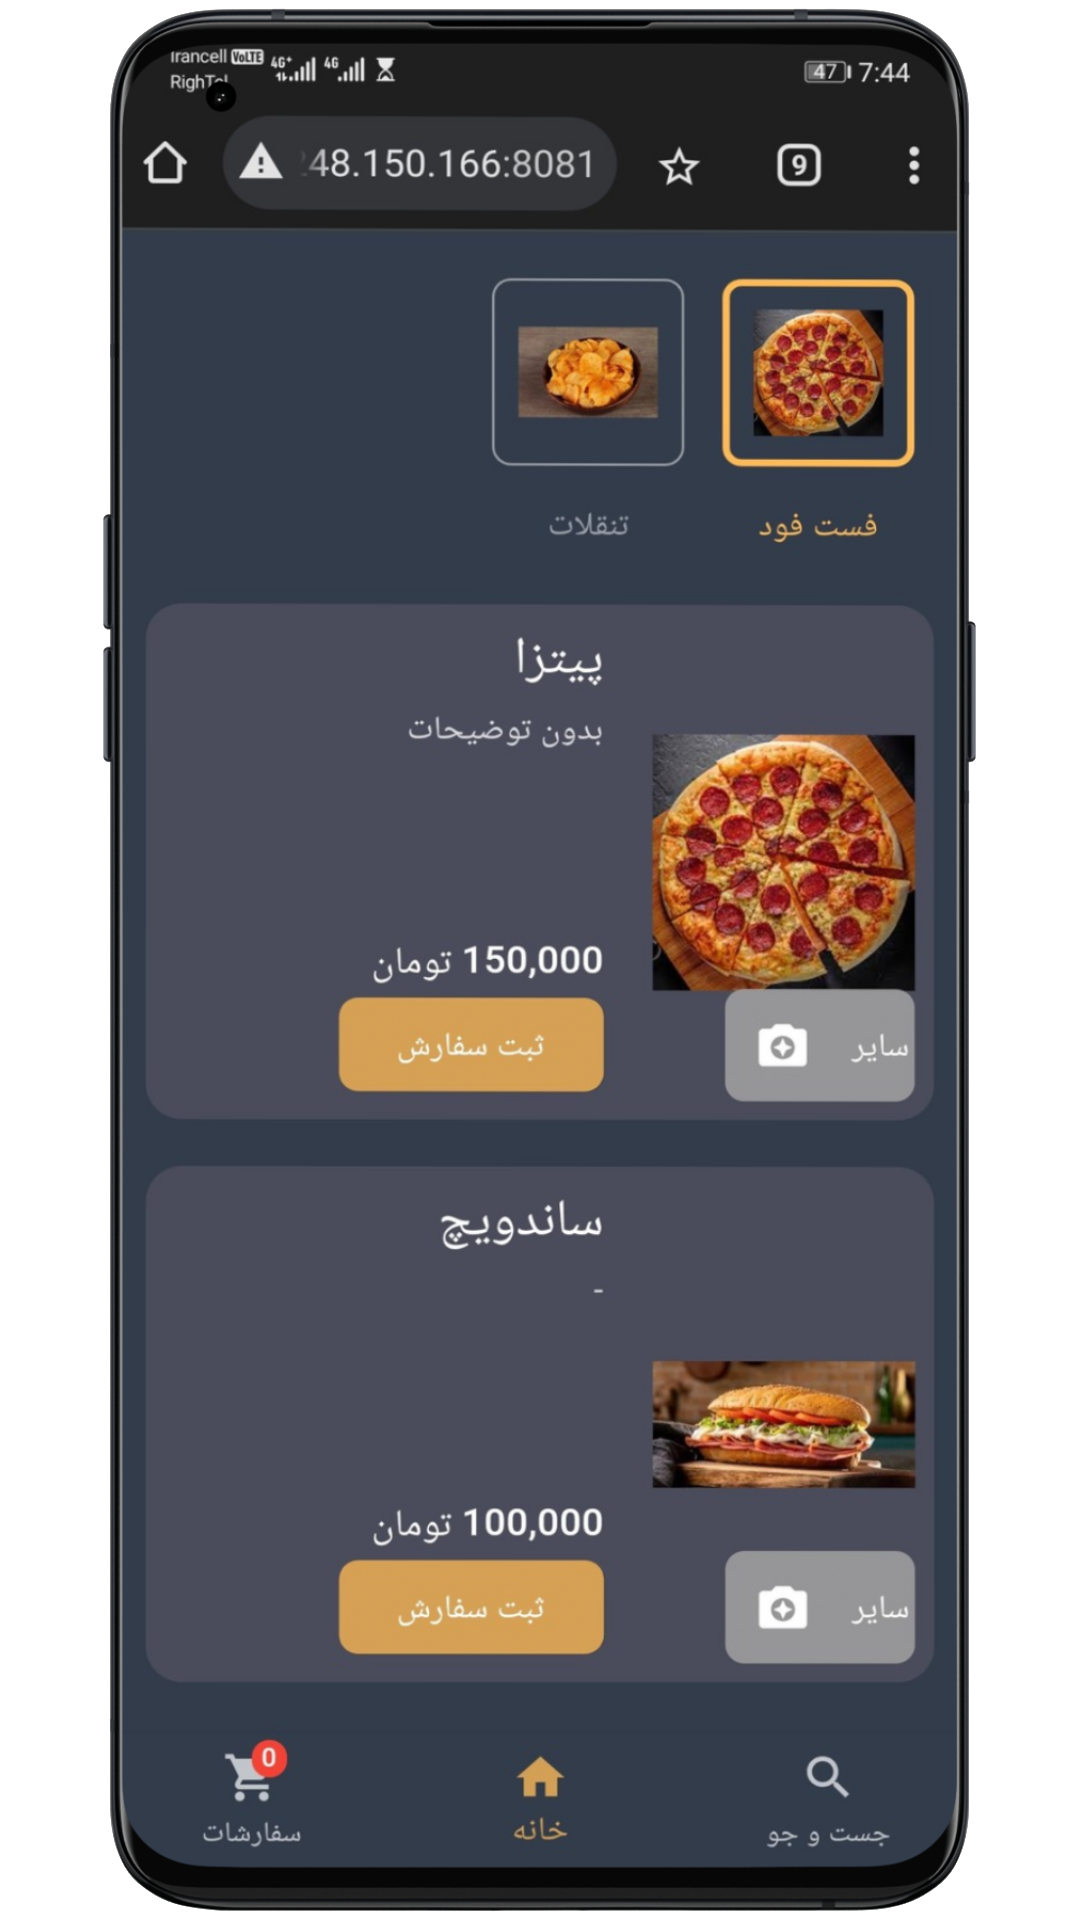 Irancell VoLTE 4G+ 4G
47 7:44
48.150.166:8081
9
فست فود
تنقلات
پیتزا
بدون توضیحات
150,000 تومان
سایر
ثبت سفارش
ساندویچ
-
100,000 تومان
سایر
ثبت سفارش
0
جست و جو
خانه
سفارشات